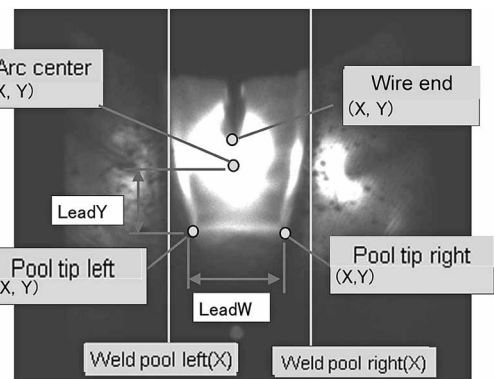 Arc center
X, Y)
Wire end
(X, Y)
LeadY
Pool tip left
X, Y)
Pool tip right
(X,Y)
LeadW
Weld pool left(X)
Weld pool right(X)